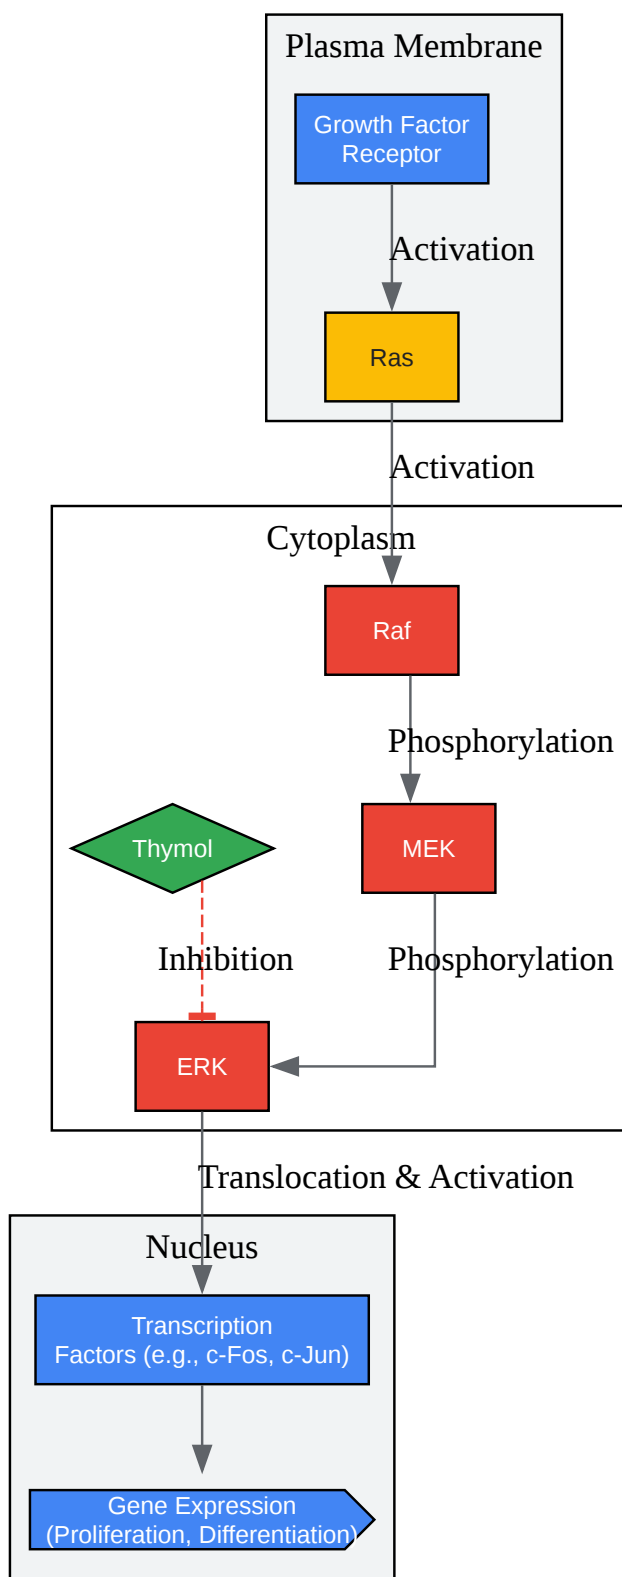 Plasma Membrane
Growth Factor
Receptor
Activation
Ras
Activation
Cytoplasm
Raf
Phosphorylation
Thymol
MEK
Inhibition
Phosphorylation
ERK
Translocation & Activation
Nucleus
Transcription
Factors (e.g., c-Fos, c-Jun)
Gene Expression
(Proliferation, Differentiation)